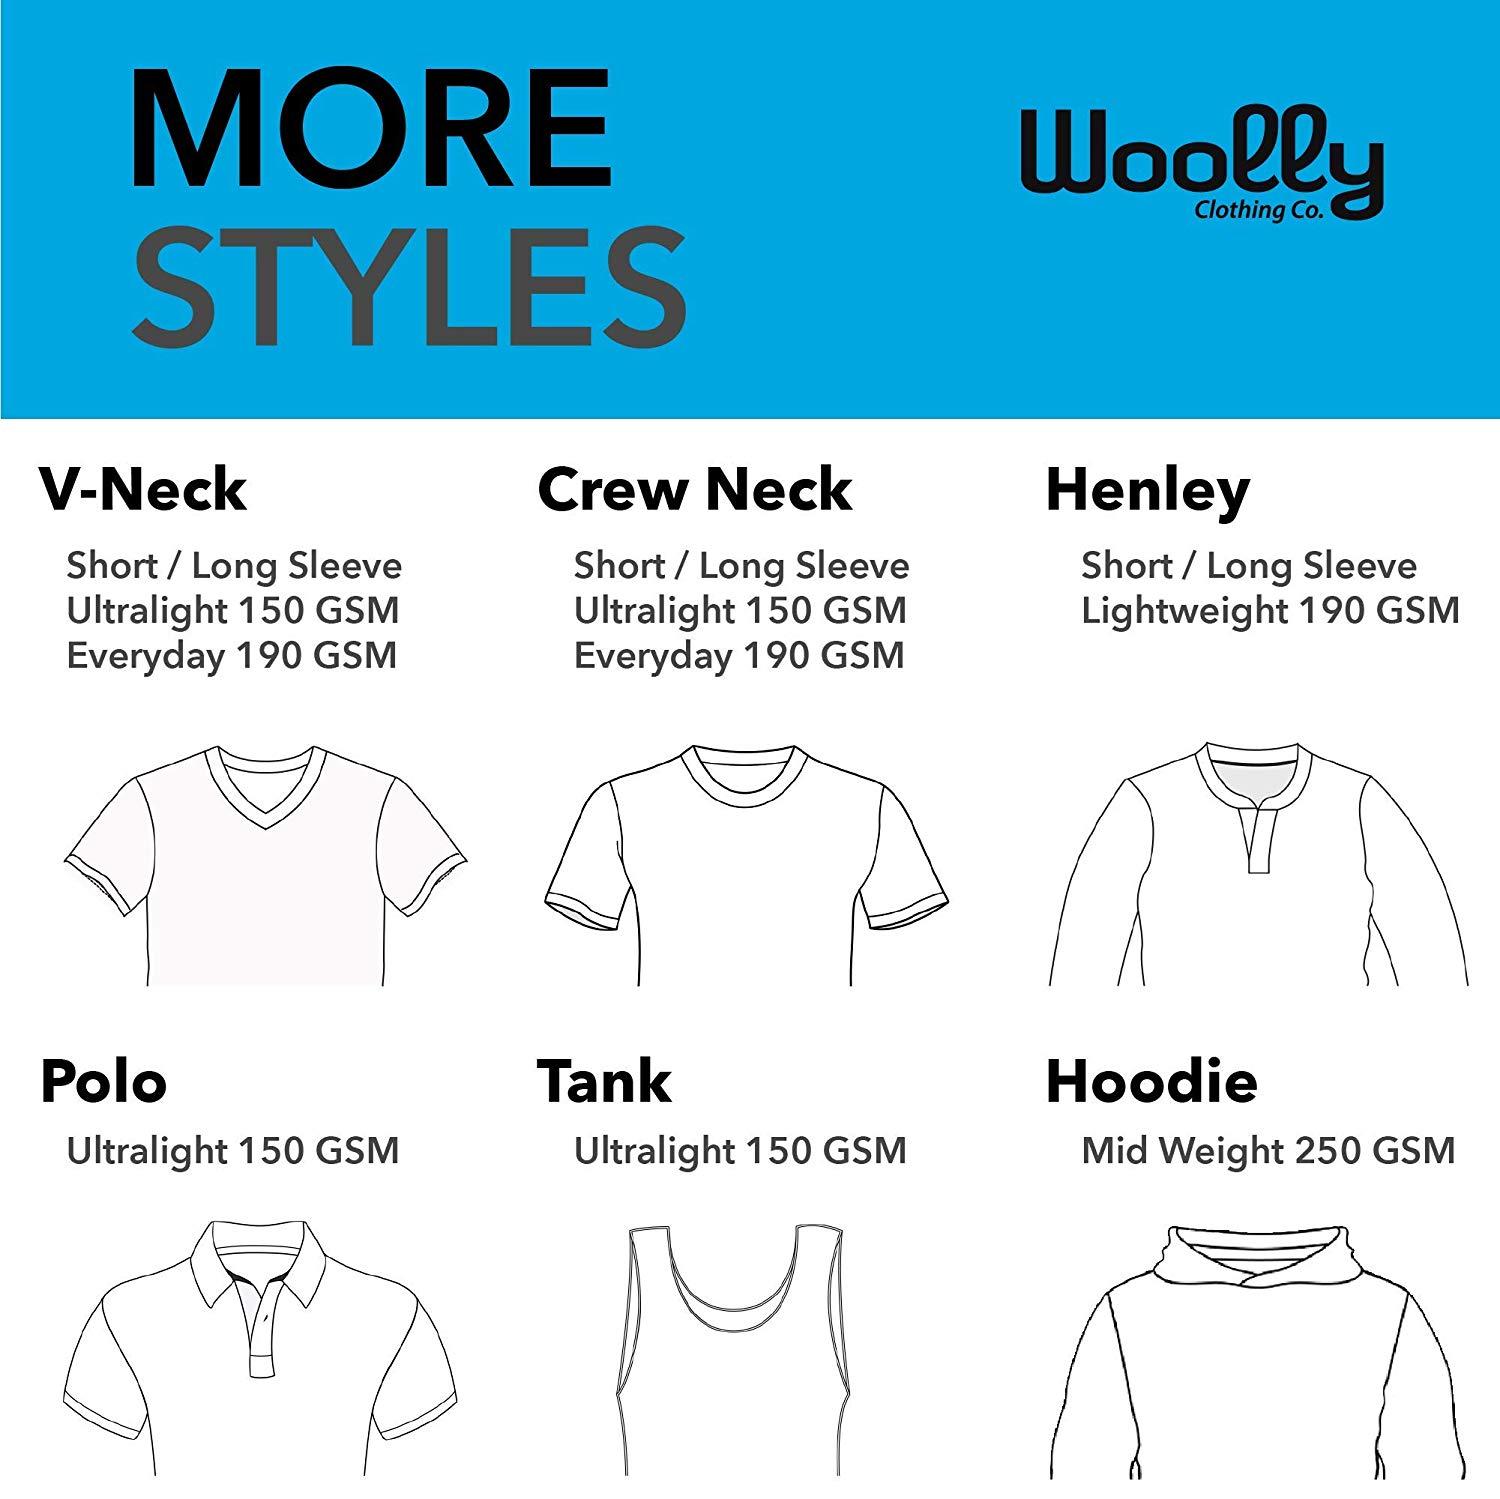 MORE
STYLES
Woolly
Clothing Co.
V-Neck
Short / Long Sleeve
Ultralight 150 GSM
Everyday 190 GSM
Crew Neck
Short / Long Sleeve
Ultralight 150 GSM
Everyday 190 GSM
Henley
Short / Long Sleeve
Lightweight 190 GSM
Polo
Ultralight 150 GSM
Tank
Ultralight 150 GSM
Hoodie
Mid Weight 250 GSM